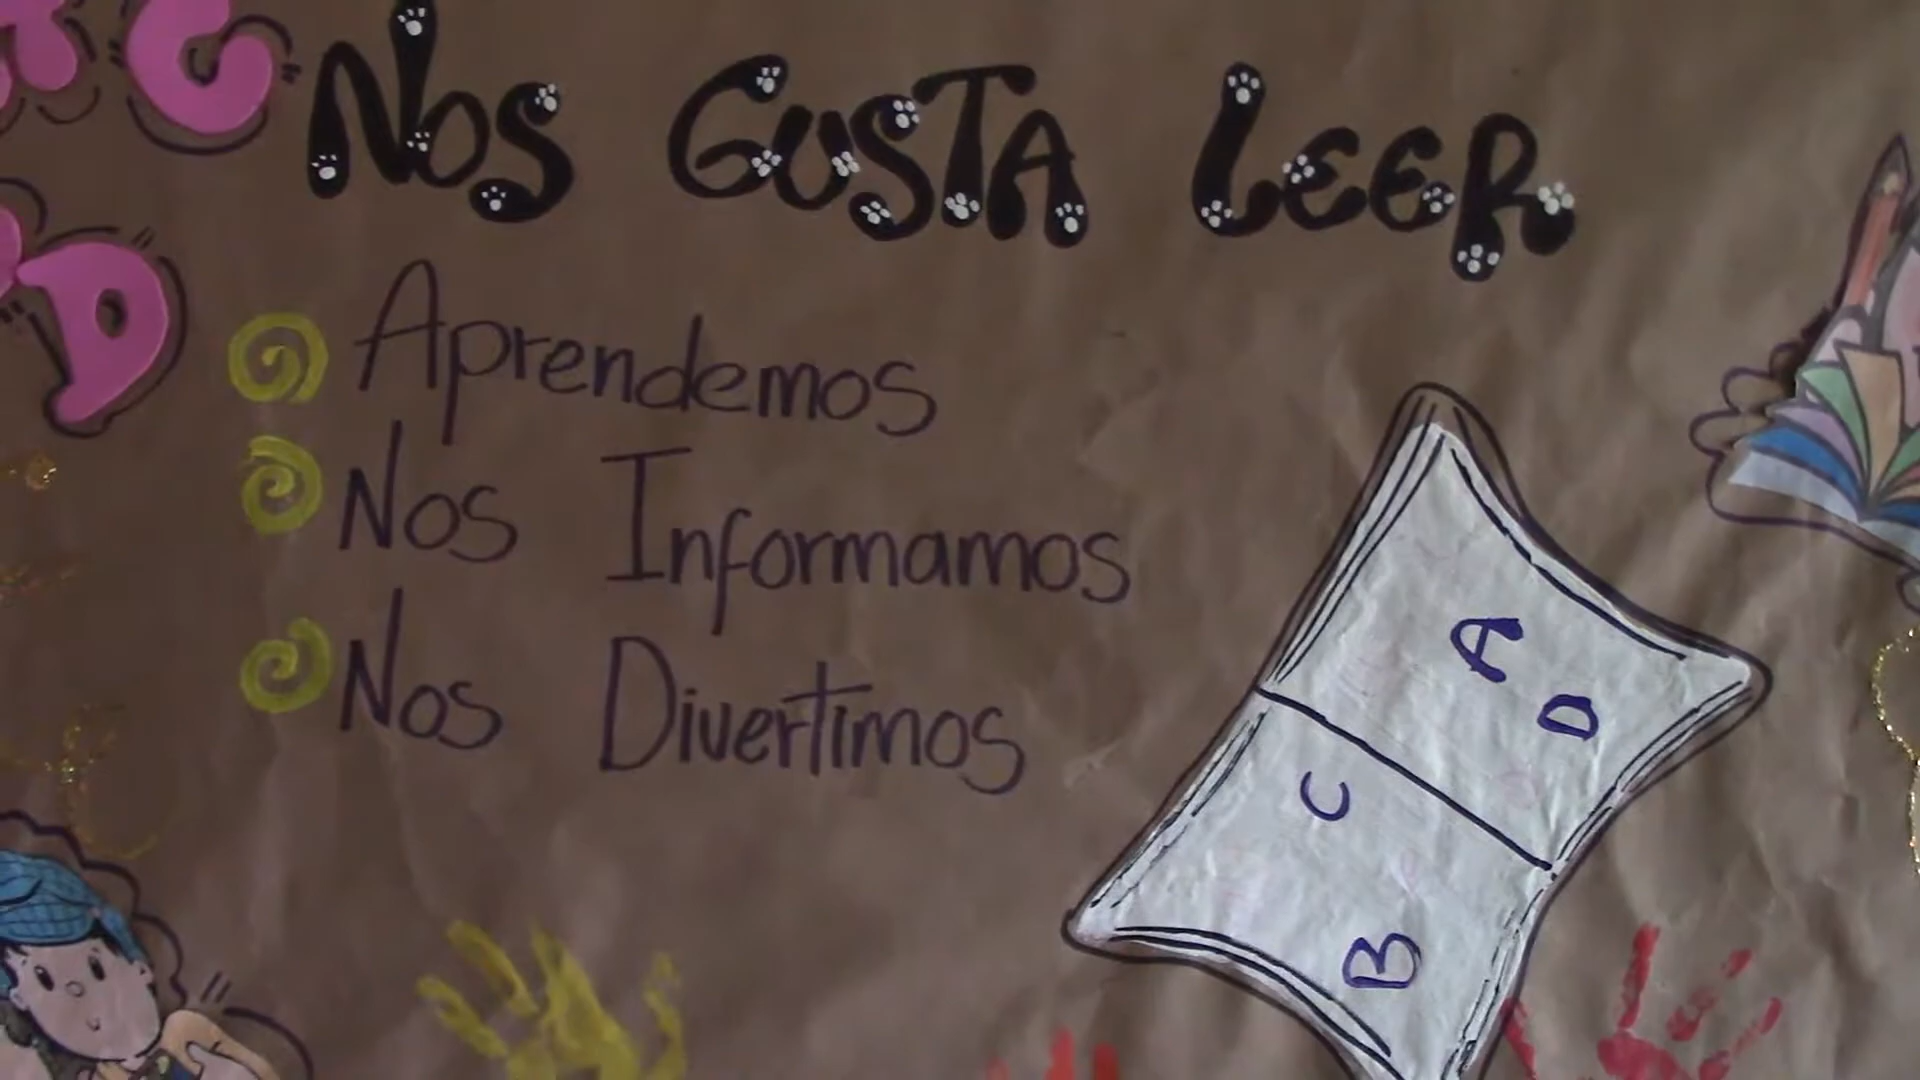 NOS GUSTA LEER
Aprendemos
Nos Informamos
Nos Divertimos
A
D
C
B
C
D